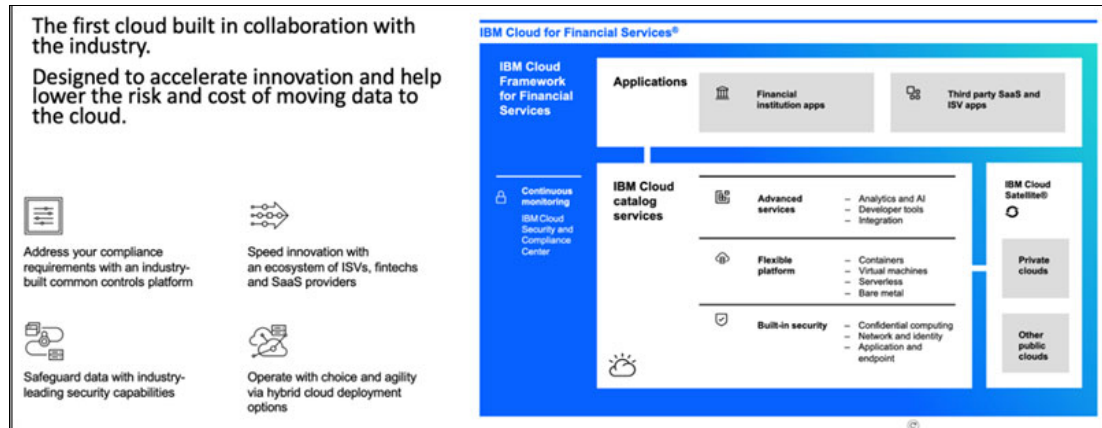 The first cloud built in collaboration with
the industry.
Designed to accelerate innovation and help
lower the risk and cost of moving data to
the cloud.
Address your compliance
requirements with an industry-
built common controls platform
Speed innovation with
an ecosystem of ISVs, fintechs
and SaaS providers
Safeguard data with industry-
leading security capabilities
Operate with choice and agility
via hybrid cloud deployment
options
IBM Cloud for Financial Services®
IBM Cloud
Framework
for Financial
Services
Continuous
monitoring
IBM Cloud
Security and
Compliance
Center
Applications
Financial
institution apps
Third party SaaS and
ISV apps
IBM Cloud
catalog
services
Advanced
services
– Analytics and AI
– Developer tools
– Integration
Flexible
platform
– Containers
– Virtual machines
– Serverless
– Bare metal
Built-in security
– Confidential computing
– Network and identity
– Application and
endpoint
IBM Cloud
Satellite®
Private
clouds
Other
public
clouds